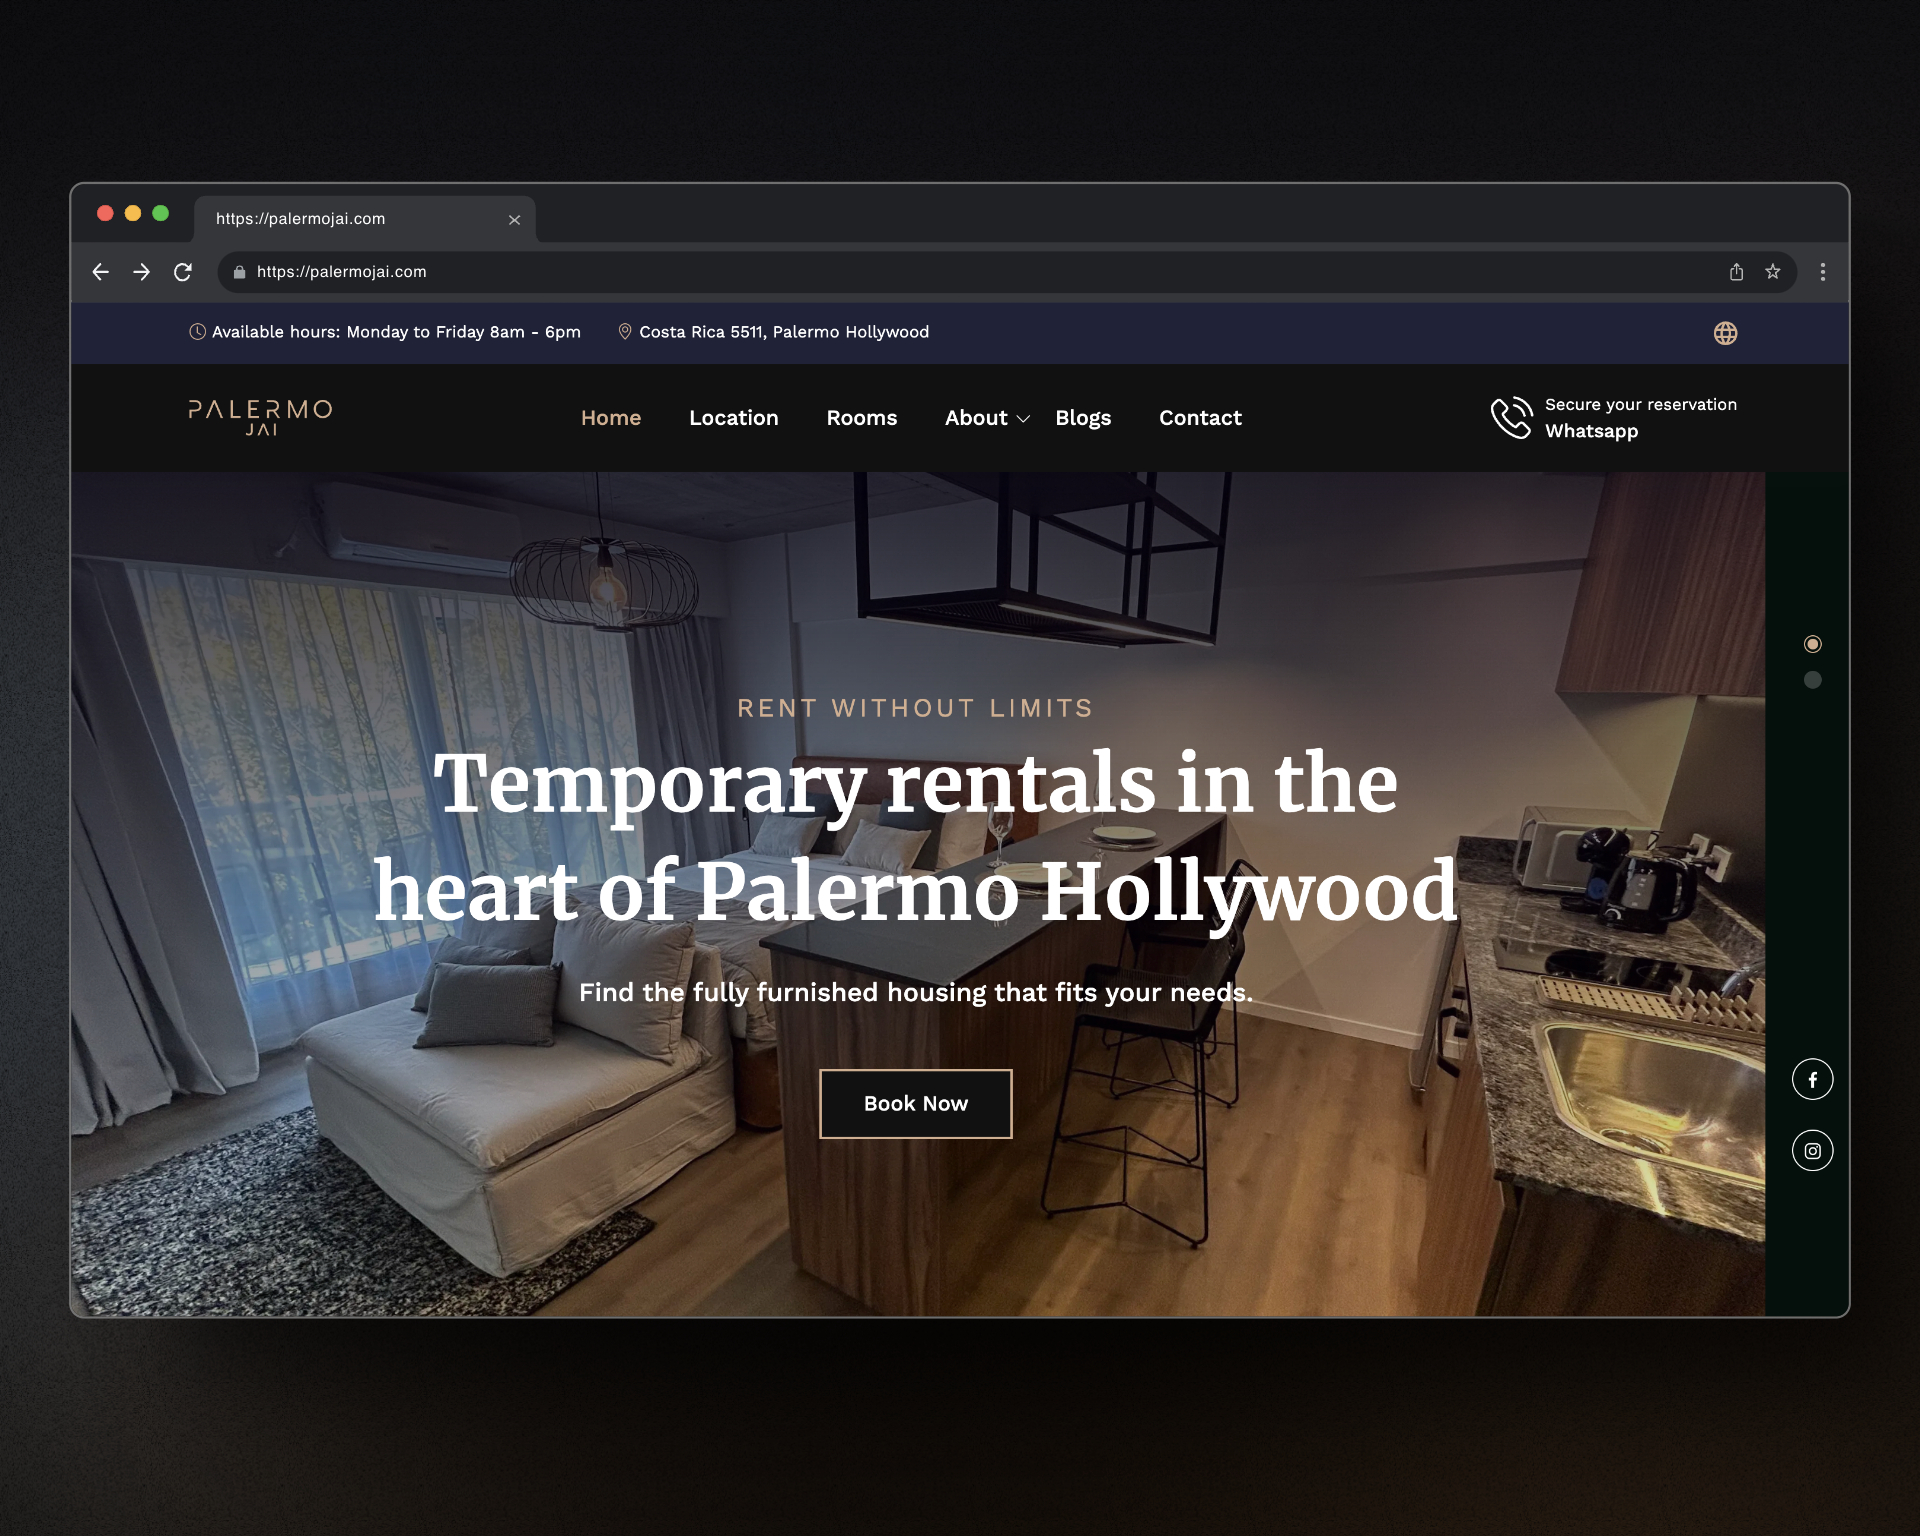 https://palermojai.com
https://palermojai.com
Available hours: Monday to Friday 8am - 6pm
Costa Rica 5511, Palermo Hollywood
PALERMO
JAI
Home
Location
Rooms
About
Blogs
Contact
Secure your reservation
Whatsapp
RENT WITHOUT LIMITS
Temporary rentals in the
heart of Palermo Hollywood
Find the fully furnished housing that fits your needs.
Book Now